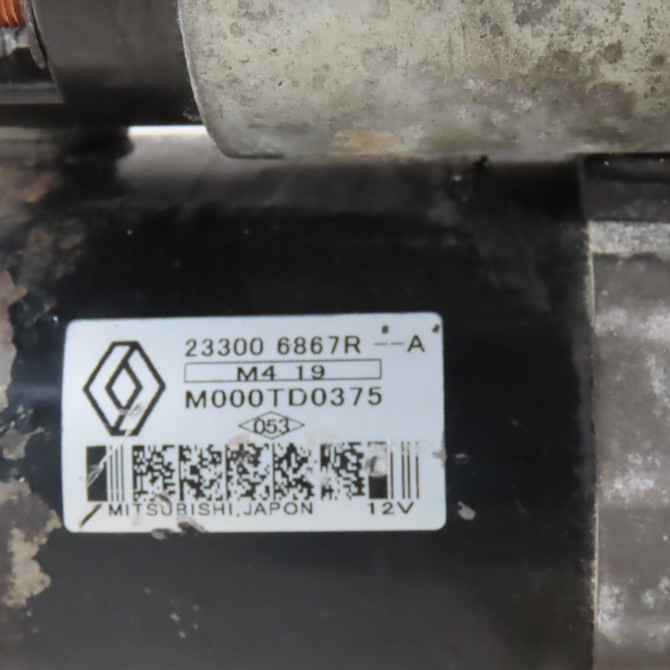 23300 6867R --A
M4 19
M000TD0375
053
MITSUBISHI, JAPON 12V